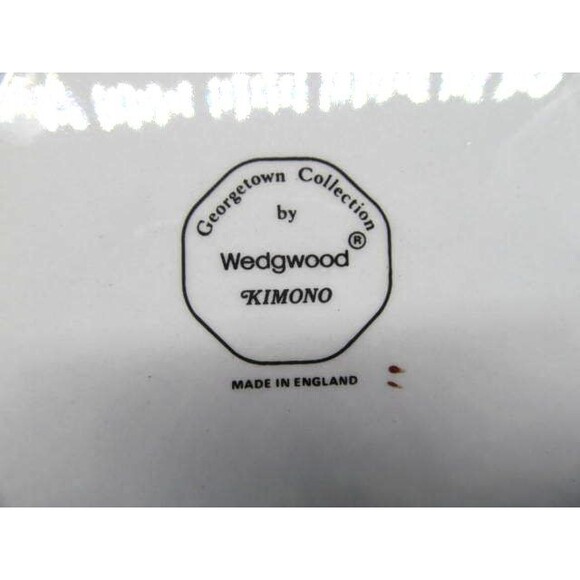 Georgetown Collection
by
Wedgwood®
KIMONO
MADE IN ENGLAND